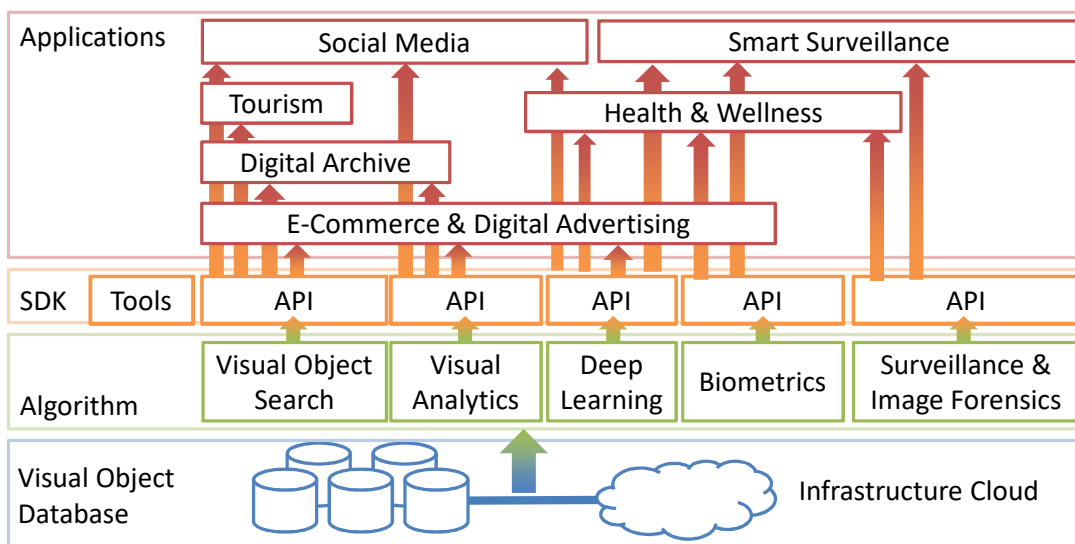 Applications
Social Media
Smart Surveillance
Tourism
Health & Wellness
Digital Archive
E-Commerce & Digital Advertising
SDK
Tools
API
API
API
API
API
Algorithm
Visual Object
Search
Visual
Analytics
Deep
Learning
Biometrics
Surveillance &
Image Forensics
Visual Object
Database
Infrastructure Cloud